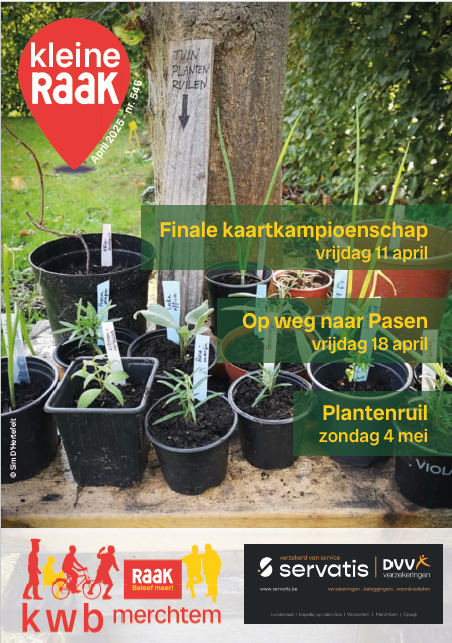 kleine
RAAK
April 2025 - nr. 546
TUIN
PLANTEN
RUILEN
Finale kaartkampioenschap
vrijdag 11 april
Op weg naar Pasen
vrijdag 18 april
Plantenruil
zondag 4 mei
VIOL
© Sim D'Hertefelt
RAAK
Beleef meer!
kwb merchtem
verzekerd van service
servatis
DVV
verzekeringen
www.servatis.be
verzekeringen . beleggingen . woonkredieten
Londerzeel I Kapelle-op-den-Bos I Wolvertem I Merchtem I Opwijk